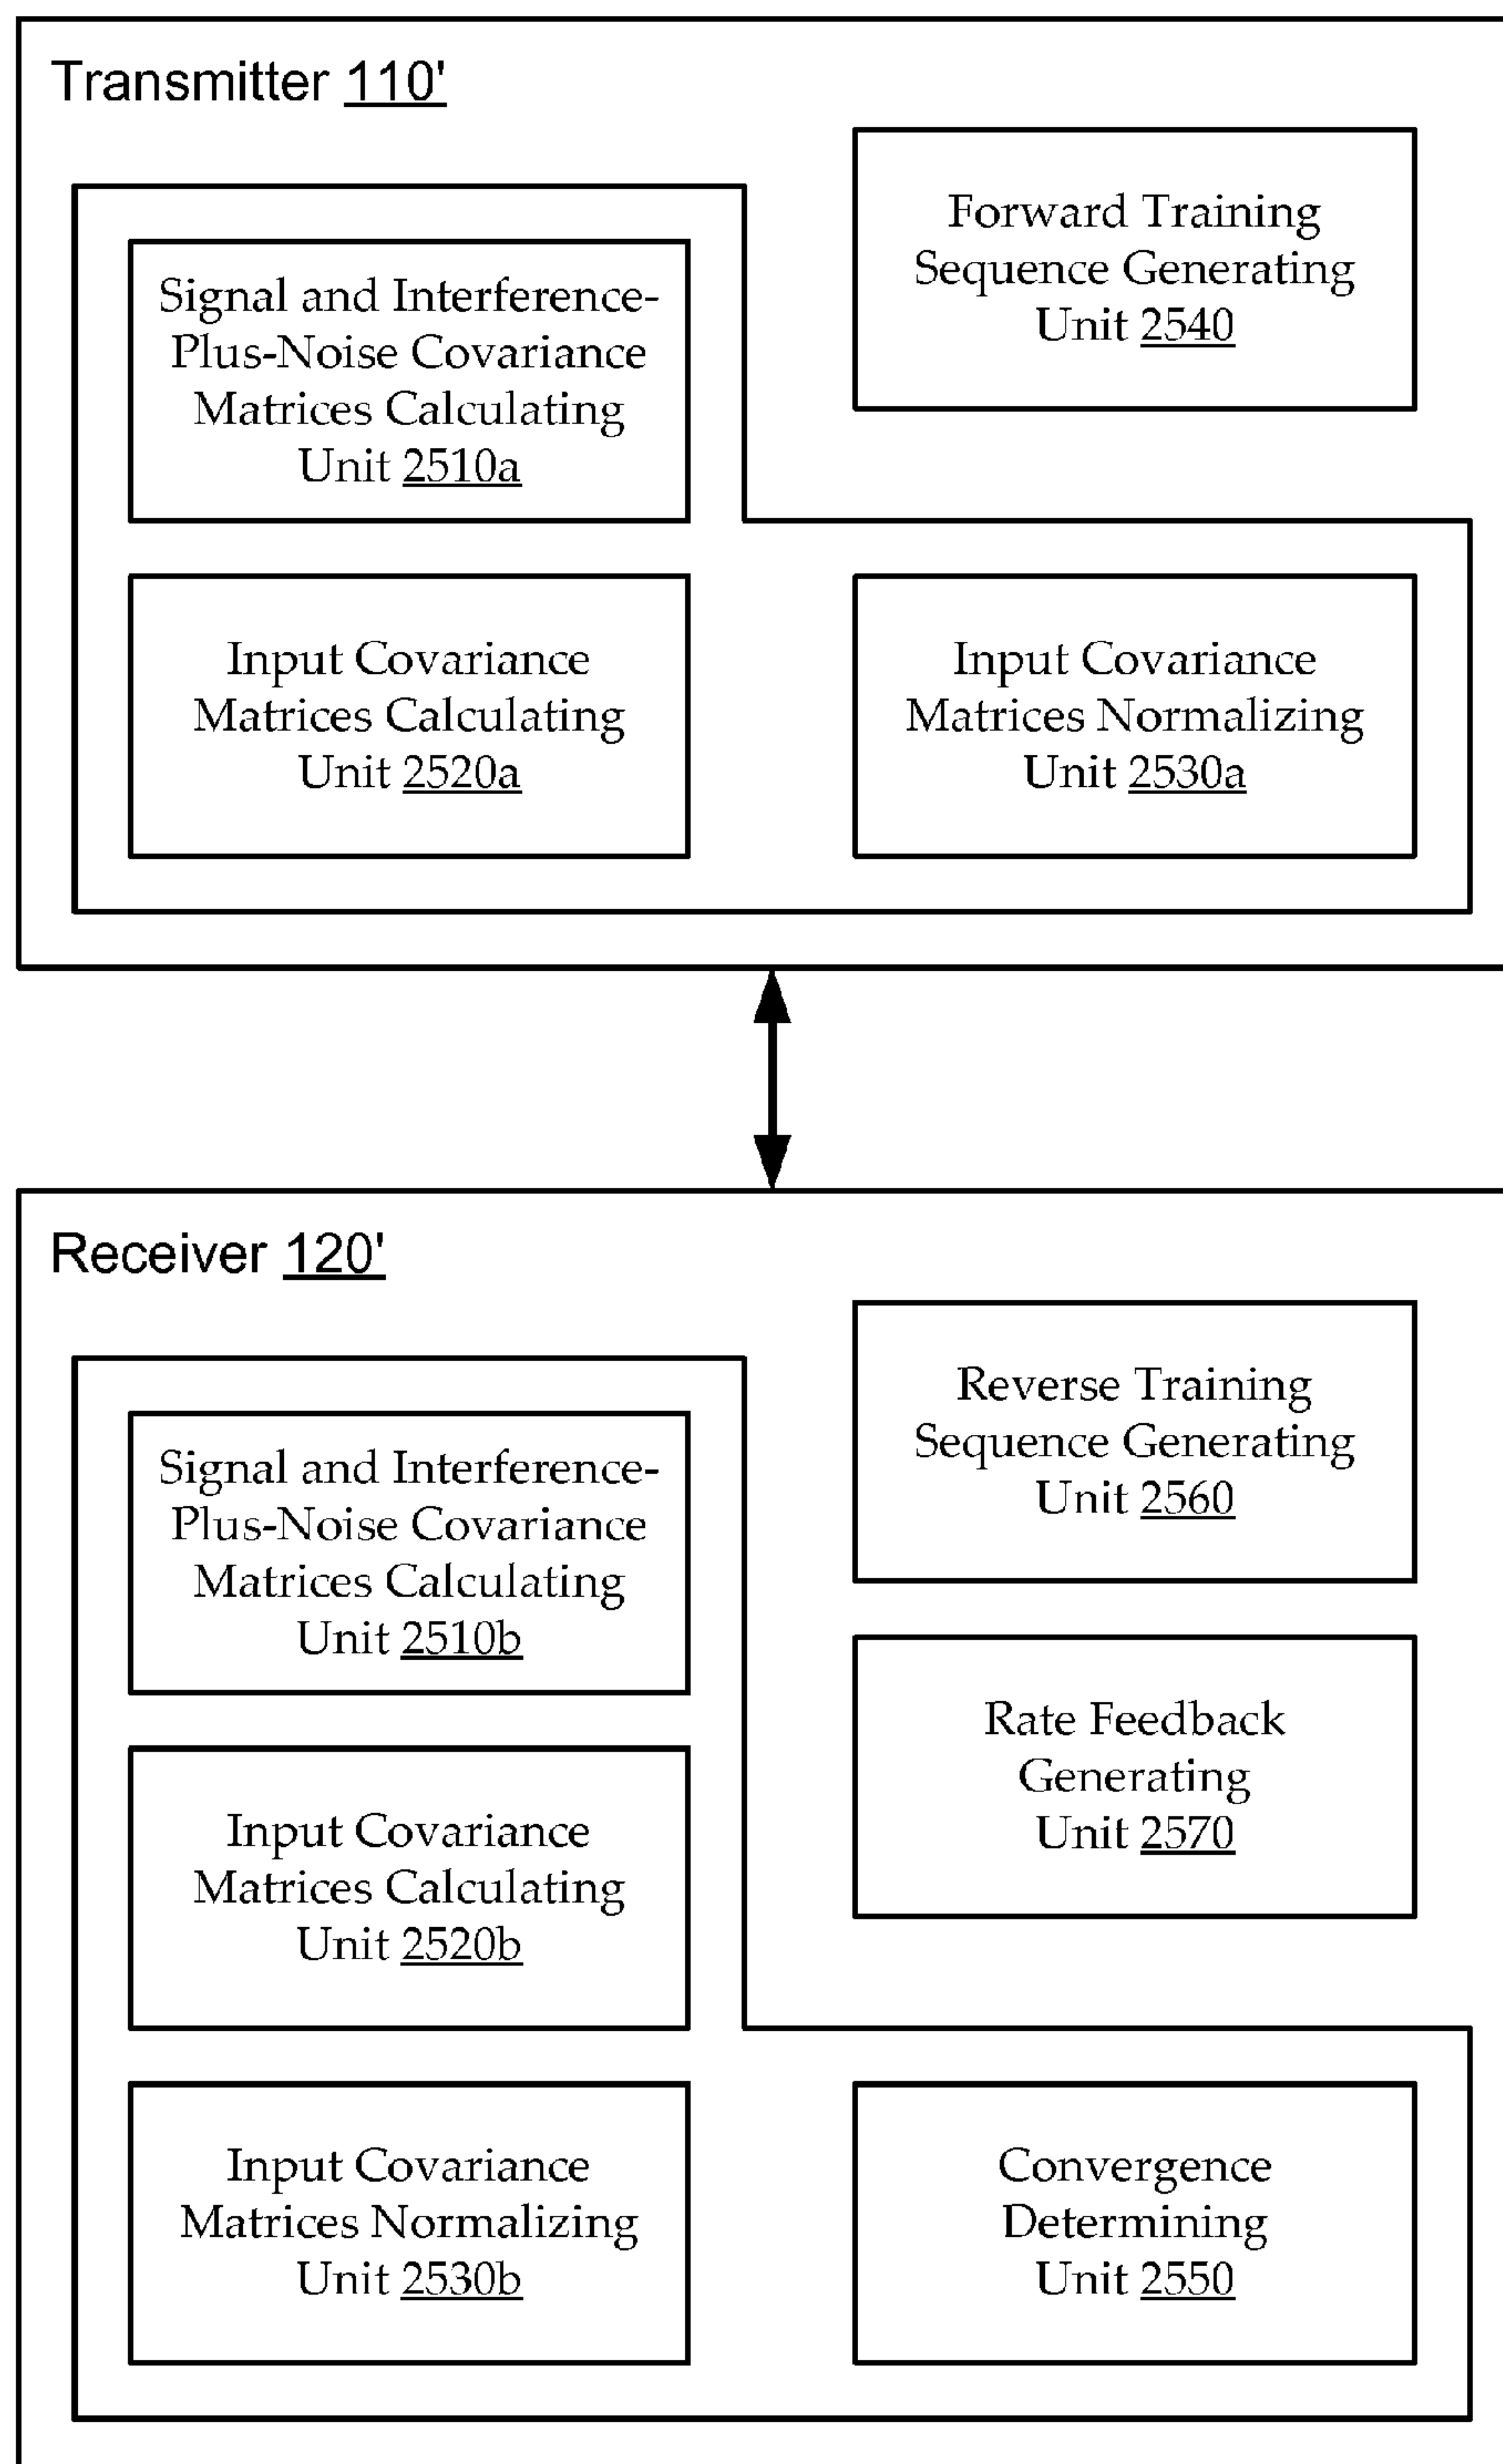 Transmitter 110'
Forward Training
Sequence Generating
Unit 2540
Signal and Interference-
Plus-Noise Covariance
Matrices Calculating
Unit 2510a
Input Covariance
Matrices Calculating
Unit 2520a
Input Covariance
Matrices Normalizing
Unit 2530a
Receiver 120'
Reverse Training
Sequence Generating
Unit 2560
Signal and Interference-
Plus-Noise Covariance
Matrices Calculating
Unit 2510b
Rate Feedback
Generating
Unit 2570
Input Covariance
Matrices Calculating
Unit 2520b
Input Covariance
Matrices Normalizing
Unit 2530b
Convergence
Determining
Unit 2550